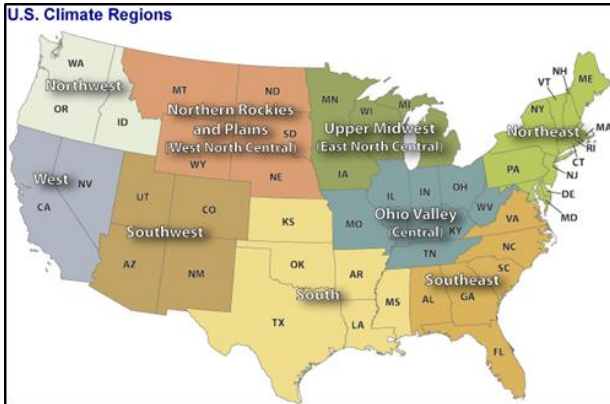 U.S. Climate Regions
WA
OR
ID
Northwest
MT
ND
SD
WY
NE
Northern Rockies
and Plains
(West North Central)
MN
WI
MI
IA
Upper Midwest
(East North Central)
VT
NH
ME
NY
MA
RI
CT
NJ
PA
DE
MD
Northeast
West
NV
CA
UT
CO
AZ
NM
Southwest
KS
OK
AR
TX
LA
MS
South
IL
IN
OH
WV
MO
KY
TN
Ohio Valley
(Central)
VA
NC
SC
AL
GA
FL
Southeast